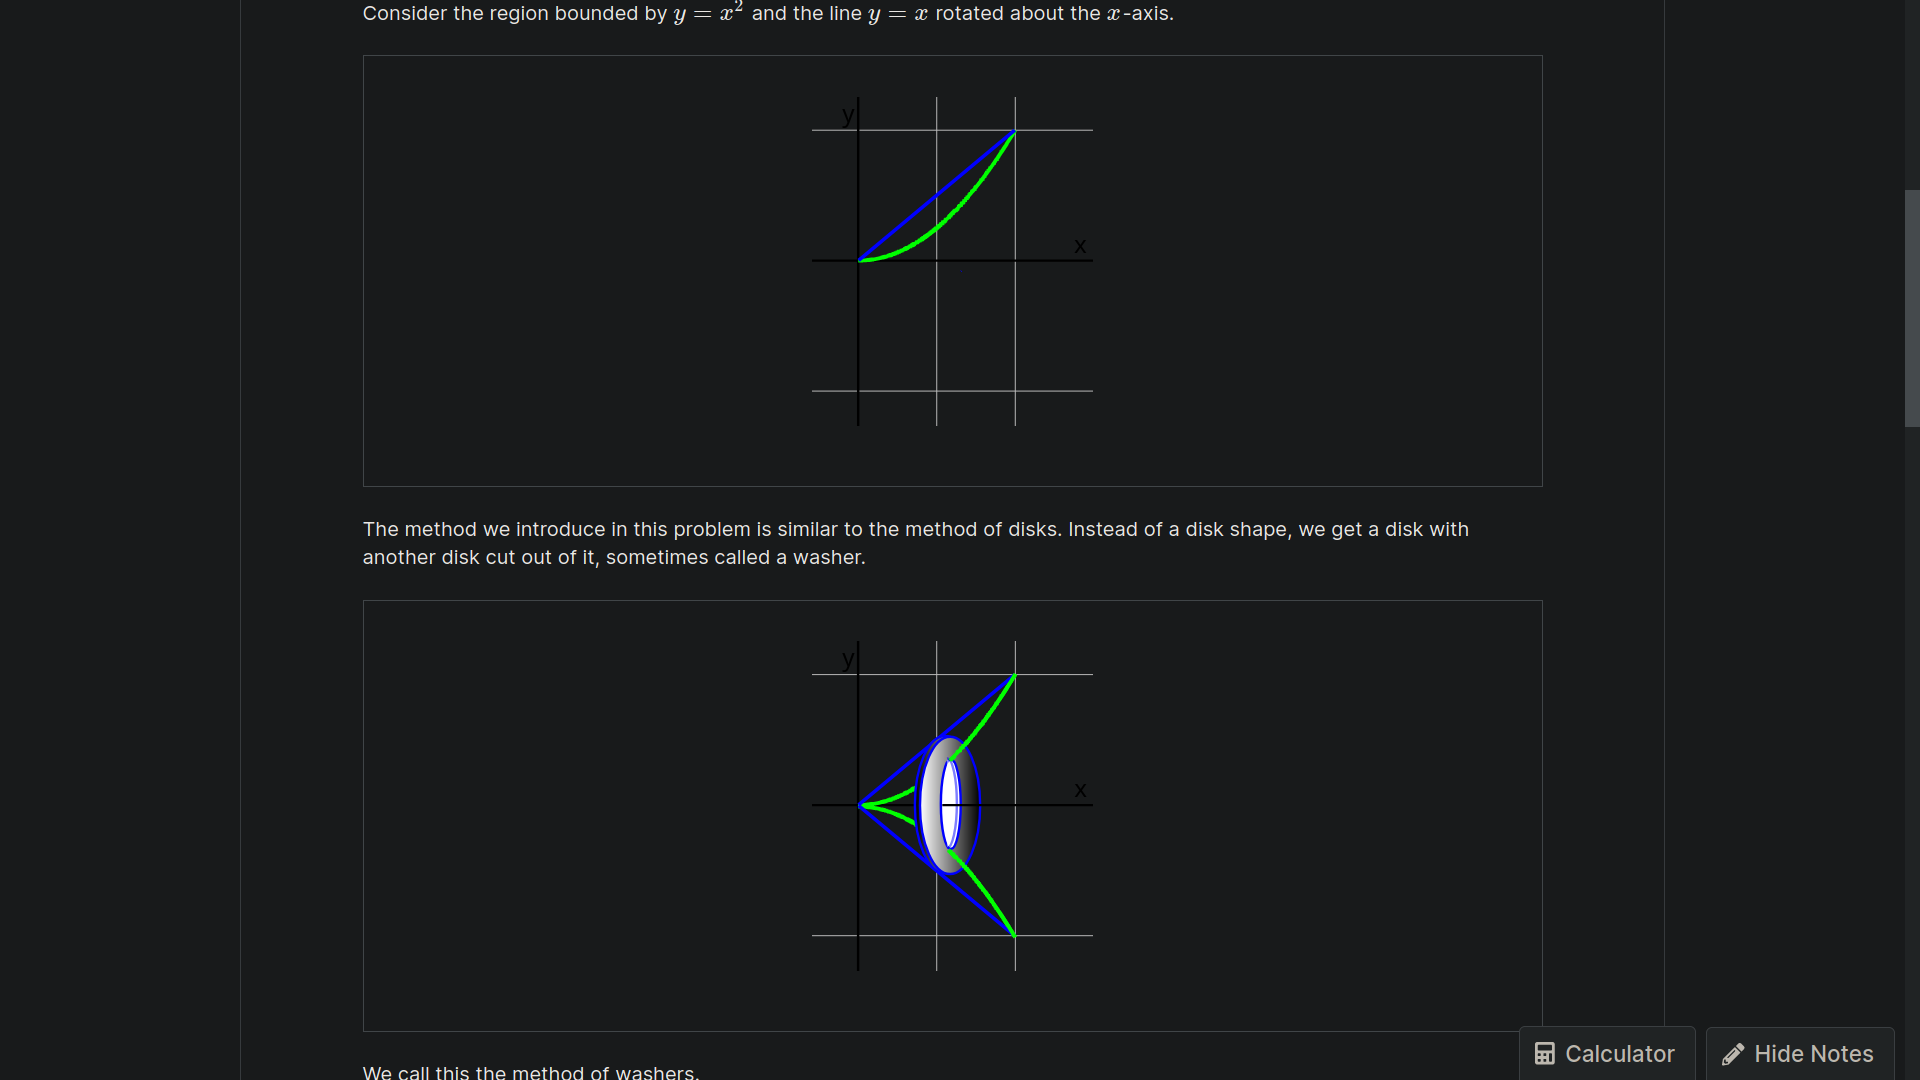 Consider the region bounded by y = x² and the line y = x rotated about the x-axis.
y
x
The method we introduce in this problem is similar to the method of disks. Instead of a disk shape, we get a disk with
another disk cut out of it, sometimes called a washer.
y
x
We call this the method of washers.
Calculator
Hide Notes